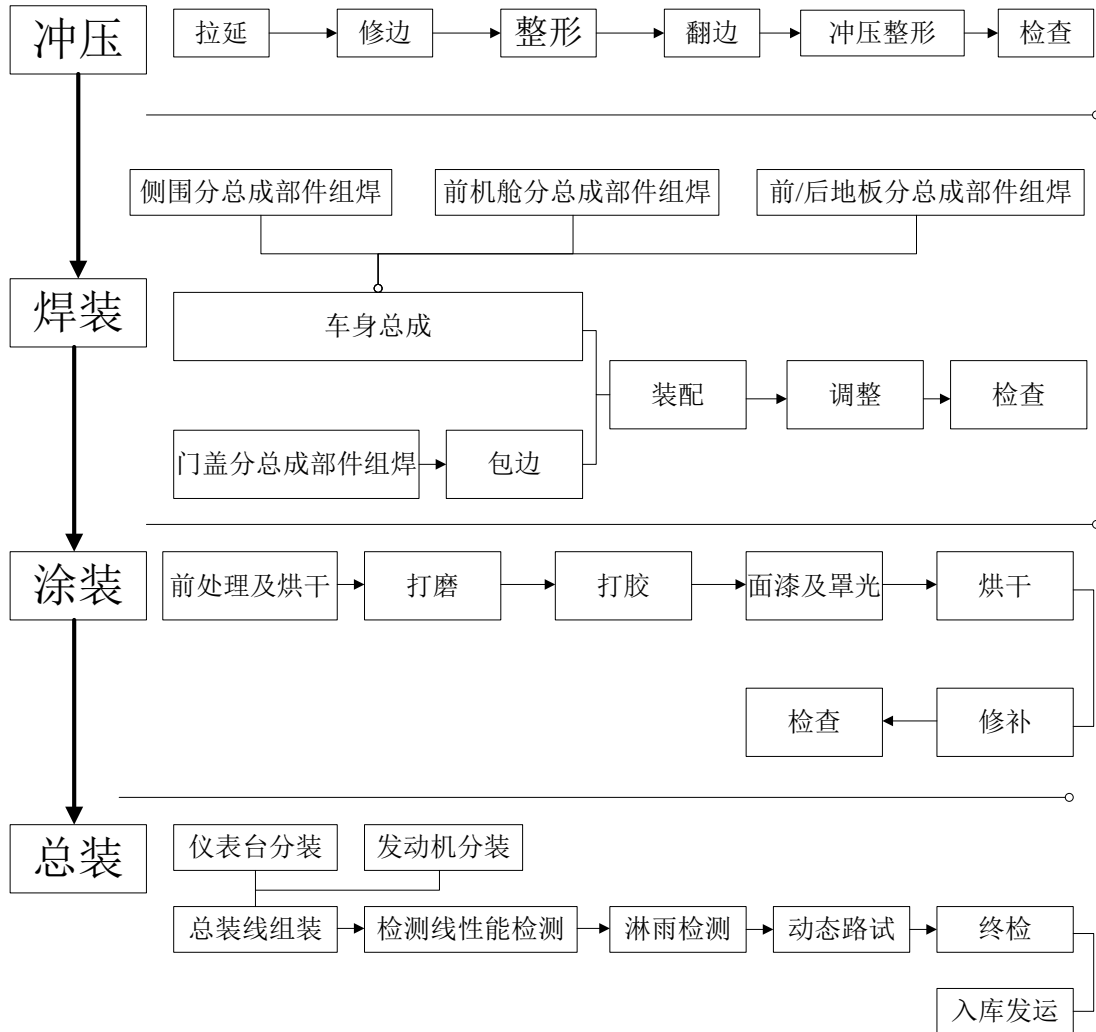 冲压
拉延
修边
整形
翻边
冲压整形
检查
侧围分总成部件组焊
前机舱分总成部件组焊
前/后地板分总成部件组焊
焊装
车身总成
装配
调整
检查
门盖分总成部件组焊
包边
涂装
前处理及烘干
打磨
打胶
面漆及罩光
烘干
检查
修补
总装
仪表台分装
发动机分装
总装线组装
检测线性能检测
淋雨检测
动态路试
终检
入库发运